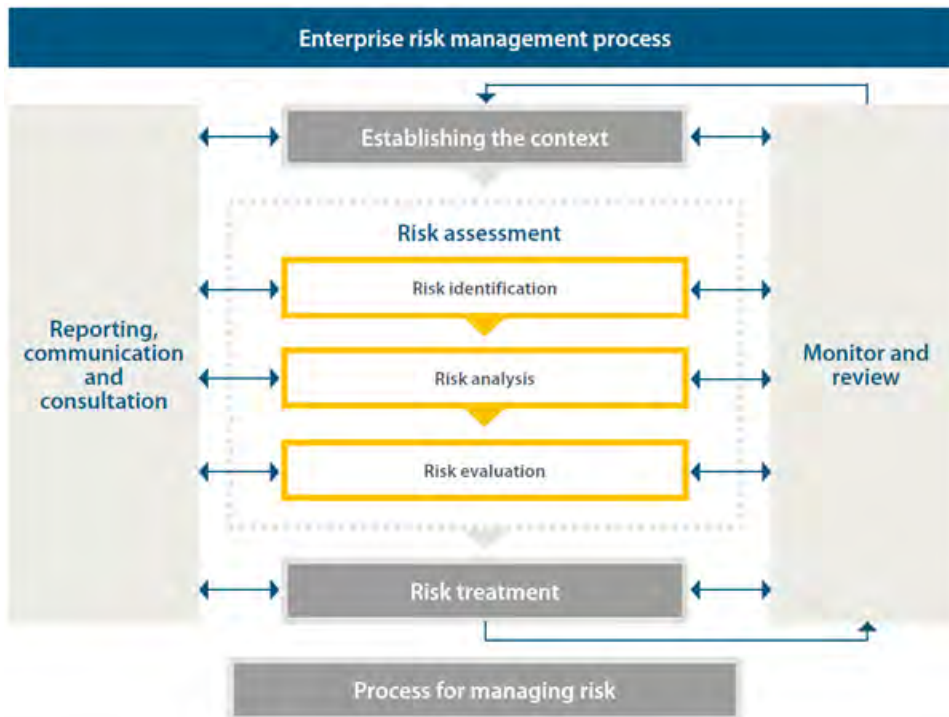 Enterprise risk management process
Establishing the context
Risk assessment
Risk identification
Reporting,
communication
and
consultation
Risk analysis
Monitor and
review
Risk evaluation
Risk treatment
Process for managing risk